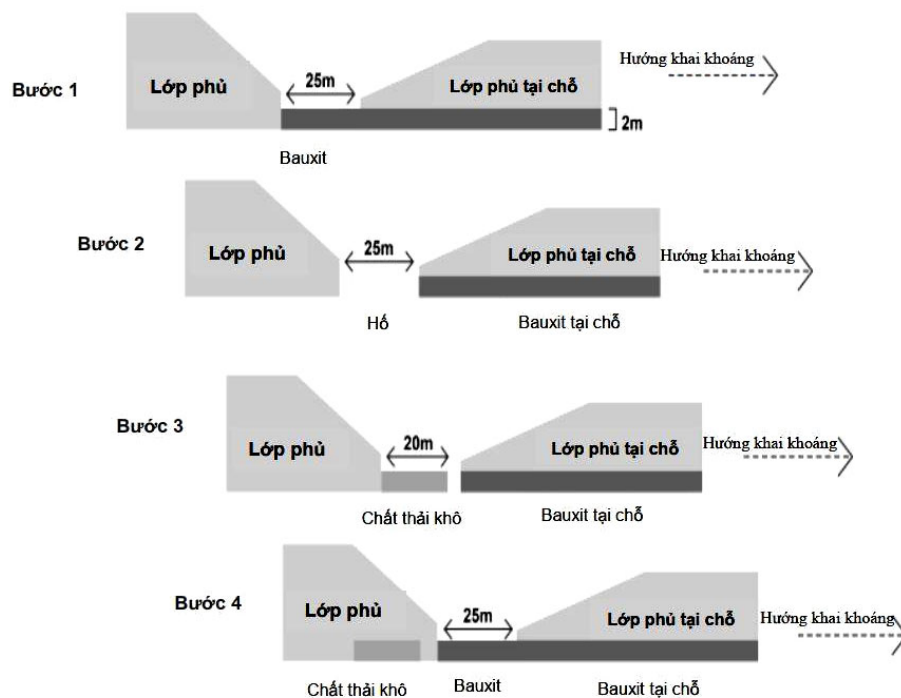 Bước 1
Lớp phủ
25m
Lớp phủ tại chỗ
Hướng khai khoáng
2m
Bauxit
Bước 2
Lớp phủ
25m
Lớp phủ tại chỗ
Hướng khai khoáng
Hố
Bauxit tại chỗ
Bước 3
Lớp phủ
20m
Lớp phủ tại chỗ
Hướng khai khoáng
Chất thải khô
Bauxit tại chỗ
Bước 4
Lớp phủ
25m
Lớp phủ tại chỗ
Hướng khai khoáng
Chất thải khô
Bauxit
Bauxit tại chỗ